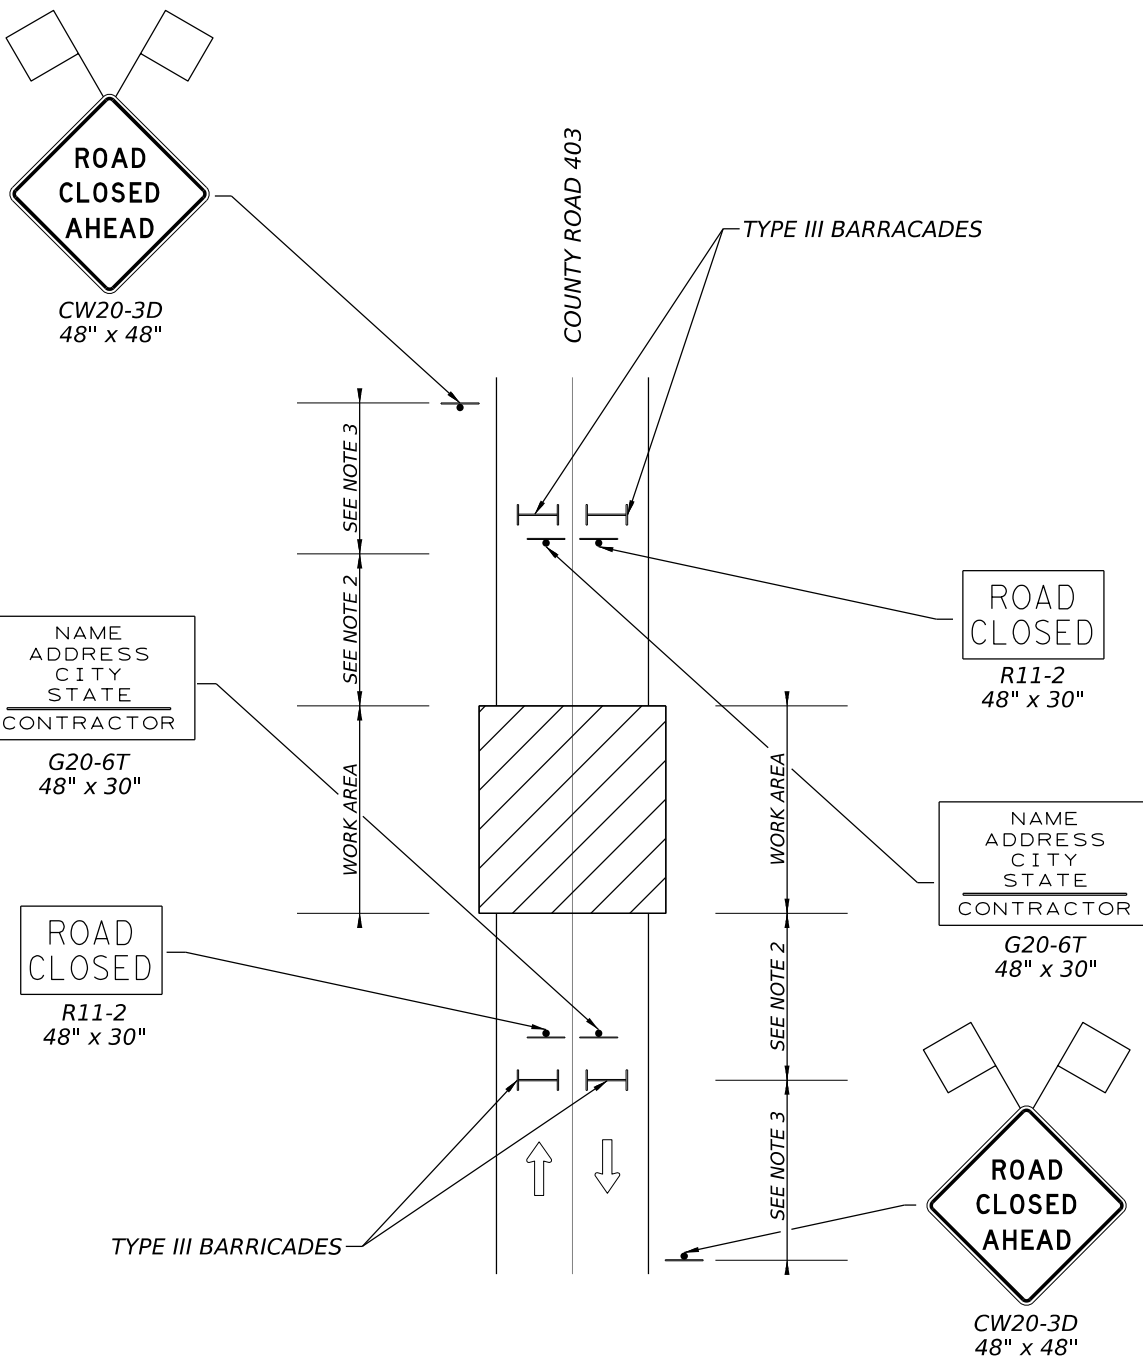 ROAD
CLOSED
AHEAD
CW20-3D
48" x 48"
COUNTY ROAD 403
TYPE III BARRACADES
SEE NOTE 3
SEE NOTE 2
WORK AREA
ROAD
CLOSED
R11-2
48" x 30"
NAME
ADDRESS
CITY
STATE
CONTRACTOR
G20-6T
48" x 30"
WORK AREA
NAME
ADDRESS
CITY
STATE
CONTRACTOR
G20-6T
48" x 30"
ROAD
CLOSED
R11-2
48" x 30"
SEE NOTE 2
SEE NOTE 3
TYPE III BARRICADES
ROAD
CLOSED
AHEAD
CW20-3D
48" x 48"